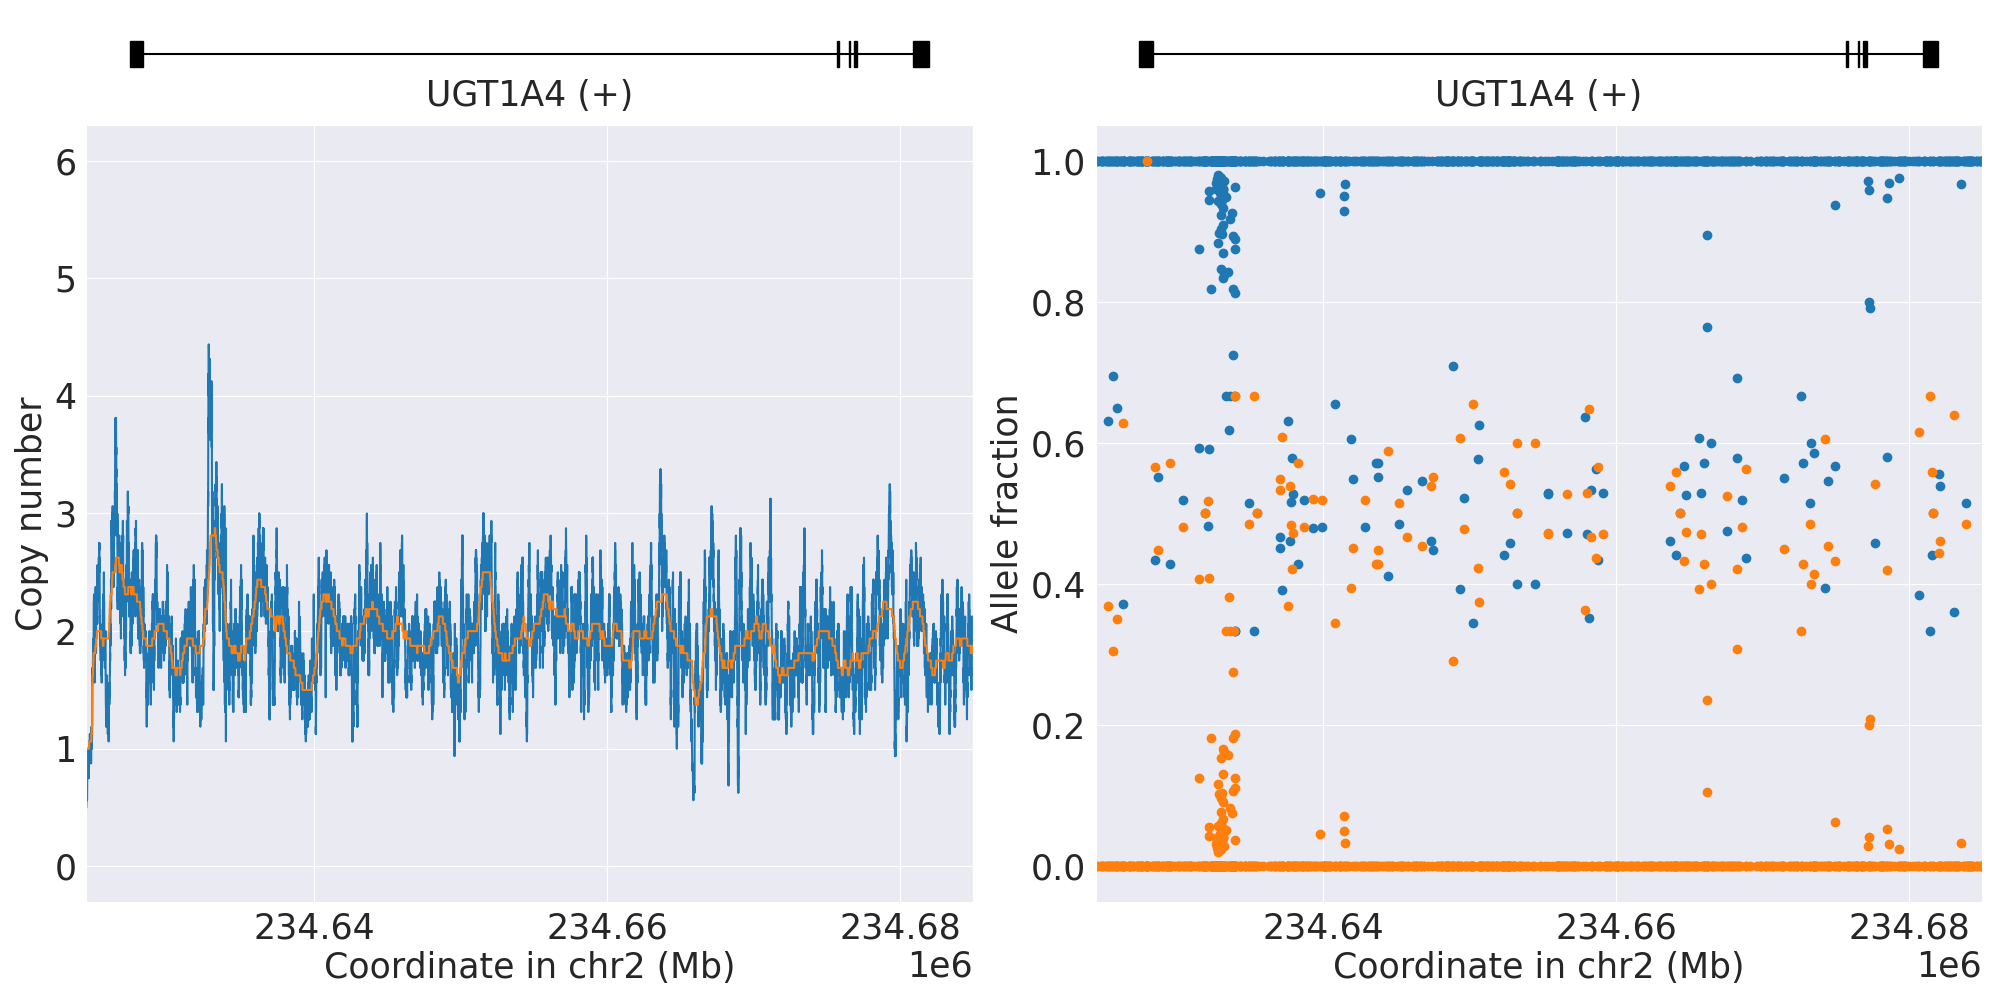 UGT1A4 (+)
6
5
4
3
2
1
0
Copy number
234.64 234.66 234.68
1e6
Coordinate in chr2 (Mb)
UGT1A4 (+)
1.0
0.8
0.6
0.4
0.2
0.0
Allele fraction
234.64 234.66 234.68
1e6
Coordinate in chr2 (Mb)